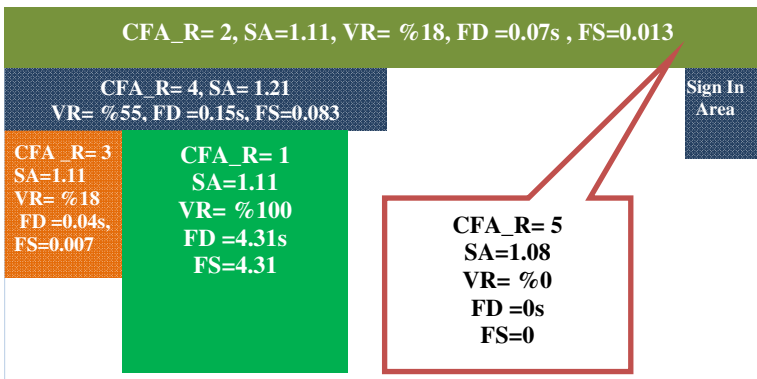 CFA_R= 2, SA=1.11, VR= %18, FD =0.07s , FS=0.013
CFA_R= 4, SA= 1.21
VR= %55, FD =0.15s, FS=0.083
Sign In
Area
CFA _R= 3
SA=1.11
VR= %18
FD =0.04s,
FS=0.007
CFA_R= 1
SA=1.11
VR= %100
FD =4.31s
FS=4.31
CFA_R= 5
SA=1.08
VR= %0
FD =0s
FS=0